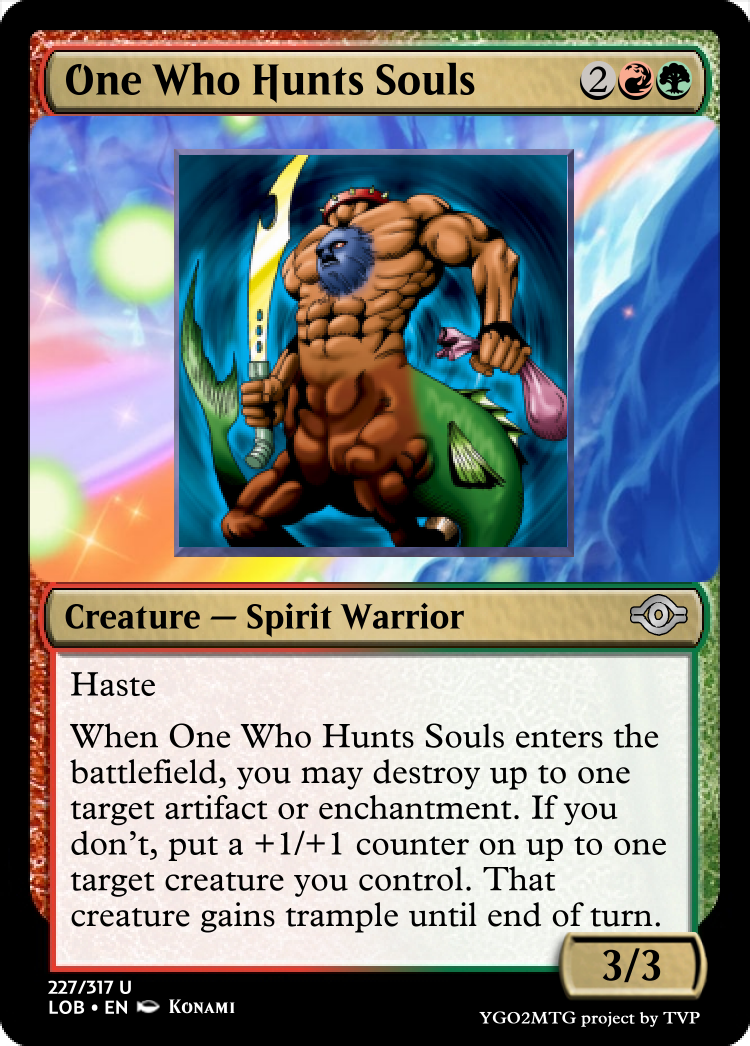 One Who Hunts Souls 2
Creature — Spirit Warrior
Haste
When One Who Hunts Souls enters the
battlefield, you may destroy up to one
target artifact or enchantment. If you
don't, put a +1/+1 counter on up to one
target creature you control. That
creature gains trample until end of turn.
3/3
227/317 U
LOB • EN Konami
YGO2MTG project by TVP